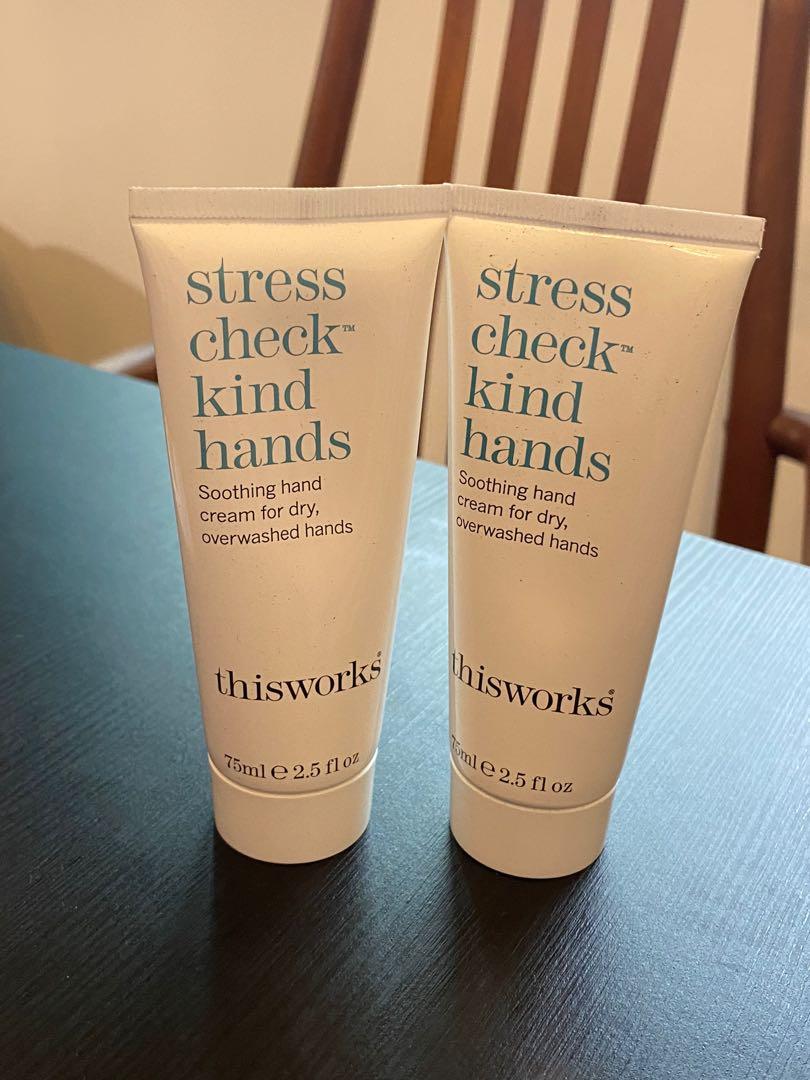 stress
check™
kind
hands
Soothing hand
cream for dry,
overwashed hands
thisworks®
75ml e 2.5 fl oz
stress
check™
kind
hands
Soothing hand
cream for dry,
overwashed hands
thisworks®
75ml e 2.5 fl oz